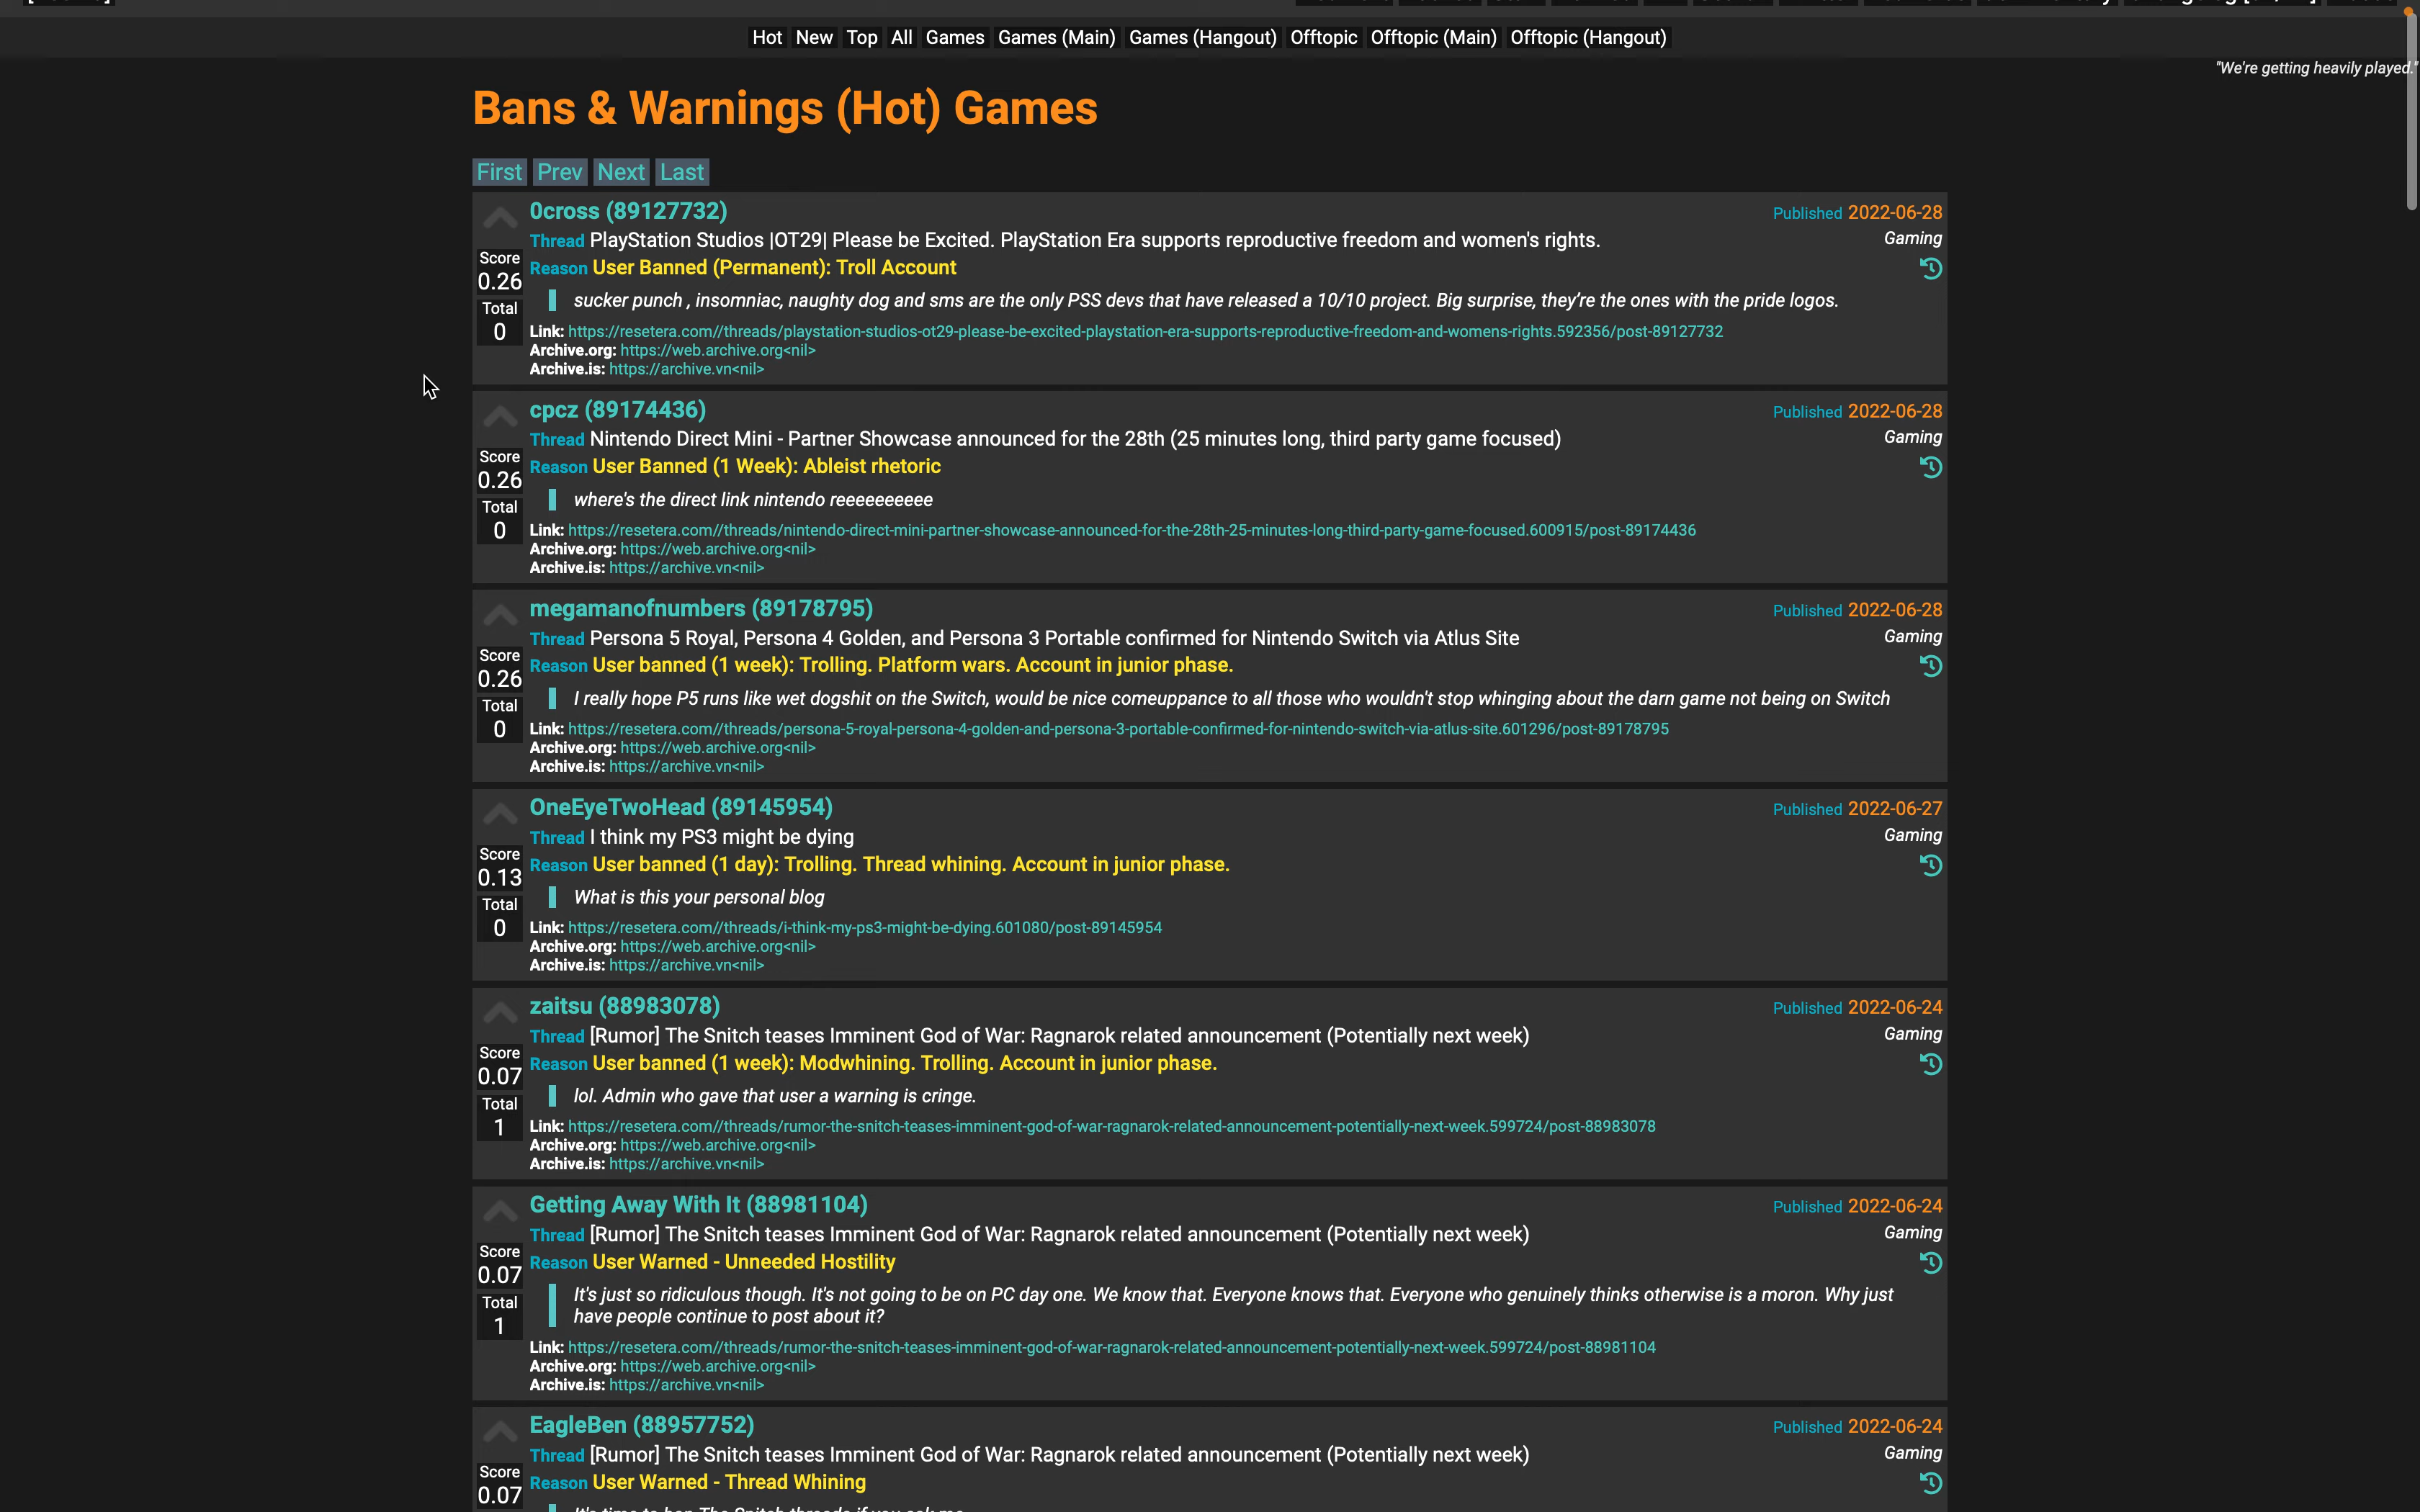 Hot New Top All Games Games (Main) Games (Hangout) Offtopic Offtopic (Main) Offtopic (Hangout)
"We're getting heavily played."
Bans & Warnings (Hot) Games
First Prev Next Last
0cross (89127732)
Published 2022-06-28
Thread PlayStation Studios |OT29| Please be Excited. PlayStation Era supports reproductive freedom and women's rights.
Gaming
Score
0.26
Reason User Banned (Permanent): Troll Account
Total
0
sucker punch , insomniac, naughty dog and sms are the only PSS devs that have released a 10/10 project. Big surprise, they’re the ones with the pride logos.
Link: https://resetera.com//threads/playstation-studios-ot29-please-be-excited-playstation-era-supports-reproductive-freedom-and-womens-rights.592356/post-89127732
Archive.org: https://web.archive.org<nil>
Archive.is: https://archive.vn<nil>
cpcz (89174436)
Published 2022-06-28
Thread Nintendo Direct Mini - Partner Showcase announced for the 28th (25 minutes long, third party game focused)
Gaming
Score
0.26
Reason User Banned (1 Week): Ableist rhetoric
Total
0
where's the direct link nintendo reeeeeeeeee
Link: https://resetera.com//threads/nintendo-direct-mini-partner-showcase-announced-for-the-28th-25-minutes-long-third-party-game-focused.600915/post-89174436
Archive.org: https://web.archive.org<nil>
Archive.is: https://archive.vn<nil>
megamanofnumbers (89178795)
Published 2022-06-28
Thread Persona 5 Royal, Persona 4 Golden, and Persona 3 Portable confirmed for Nintendo Switch via Atlus Site
Gaming
Score
0.26
Reason User banned (1 week): Trolling. Platform wars. Account in junior phase.
Total
0
I really hope P5 runs like wet dogshit on the Switch, would be nice comeuppance to all those who wouldn't stop whinging about the darn game not being on Switch
Link: https://resetera.com//threads/persona-5-royal-persona-4-golden-and-persona-3-portable-confirmed-for-nintendo-switch-via-atlus-site.601296/post-89178795
Archive.org: https://web.archive.org<nil>
Archive.is: https://archive.vn<nil>
OneEyeTwoHead (89145954)
Published 2022-06-27
Thread I think my PS3 might be dying
Gaming
Score
0.13
Reason User banned (1 day): Trolling. Thread whining. Account in junior phase.
Total
0
What is this your personal blog
Link: https://resetera.com//threads/i-think-my-ps3-might-be-dying.601080/post-89145954
Archive.org: https://web.archive.org<nil>
Archive.is: https://archive.vn<nil>
zaitsu (88983078)
Published 2022-06-24
Thread [Rumor] The Snitch teases Imminent God of War: Ragnarok related announcement (Potentially next week)
Gaming
Score
0.07
Reason User banned (1 week): Modwhining. Trolling. Account in junior phase.
Total
1
lol. Admin who gave that user a warning is cringe.
Link: https://resetera.com//threads/rumor-the-snitch-teases-imminent-god-of-war-ragnarok-related-announcement-potentially-next-week.599724/post-88983078
Archive.org: https://web.archive.org<nil>
Archive.is: https://archive.vn<nil>
Getting Away With It (88981104)
Published 2022-06-24
Thread [Rumor] The Snitch teases Imminent God of War: Ragnarok related announcement (Potentially next week)
Gaming
Score
0.07
Reason User Warned - Unneeded Hostility
Total
1
It's just so ridiculous though. It's not going to be on PC day one. We know that. Everyone knows that. Everyone who genuinely thinks otherwise is a moron. Why just
have people continue to post about it?
Link: https://resetera.com//threads/rumor-the-snitch-teases-imminent-god-of-war-ragnarok-related-announcement-potentially-next-week.599724/post-88981104
Archive.org: https://web.archive.org<nil>
Archive.is: https://archive.vn<nil>
EagleBen (88957752)
Published 2022-06-24
Thread [Rumor] The Snitch teases Imminent God of War: Ragnarok related announcement (Potentially next week)
Gaming
Score
0.07
Reason User Warned - Thread Whining